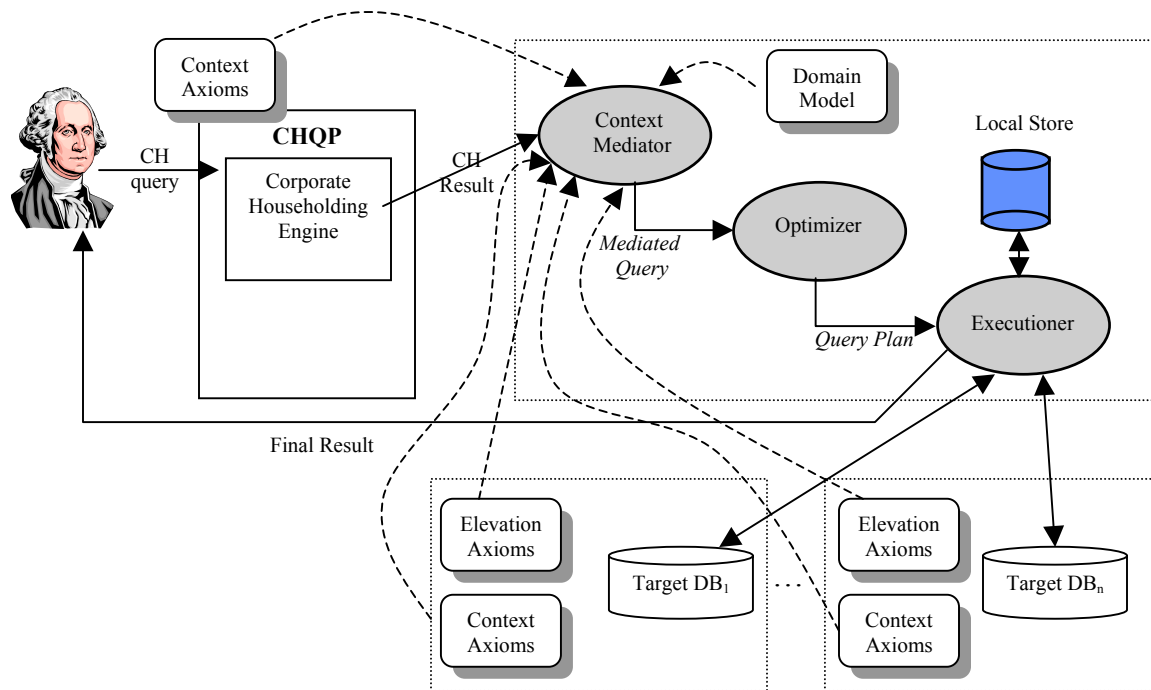 Context
Axioms
CHQP
CH
query
Corporate
Householding
Engine
CH
Result
Context
Mediator
Domain
Model
Local Store
Mediated
Query
Optimizer
Query Plan
Executioner
Final Result
Elevation
Axioms
Target DB1
Context
Axioms
. . .
Elevation
Axioms
Target DBn
Context
Axioms